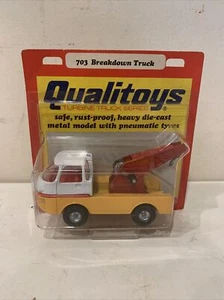 703 Breakdown Truck
Qualitoys
TURBINE TRUCK SERIES
safe, rust-proof, heavy die-cast
metal model with pneumatic tyres